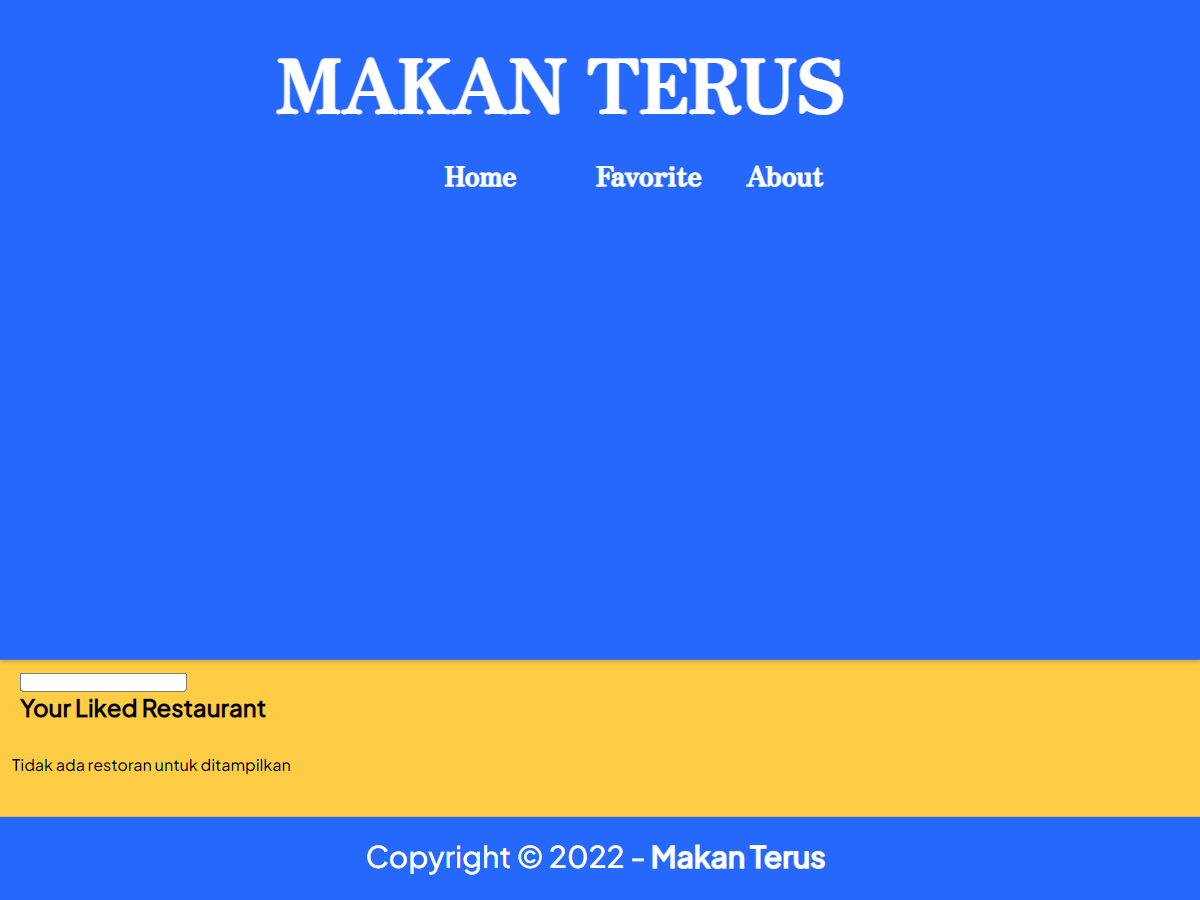 MAKAN TERUS
Home Favorite About
Your Liked Restaurant
Tidak ada restoran untuk ditampilkan
Copyright © 2022 - Makan Terus